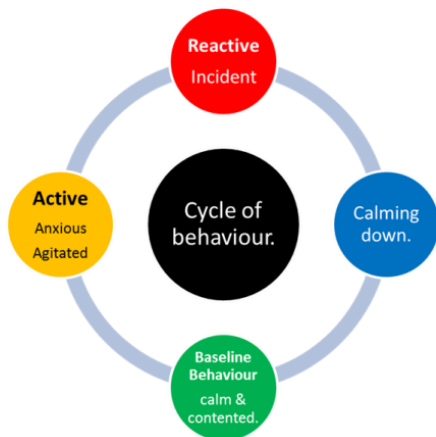 Reactive
Incident
Active
Anxious
Agitated
Cycle of
behaviour.
Calming
down.
Baseline
Behaviour
calm &
contented.